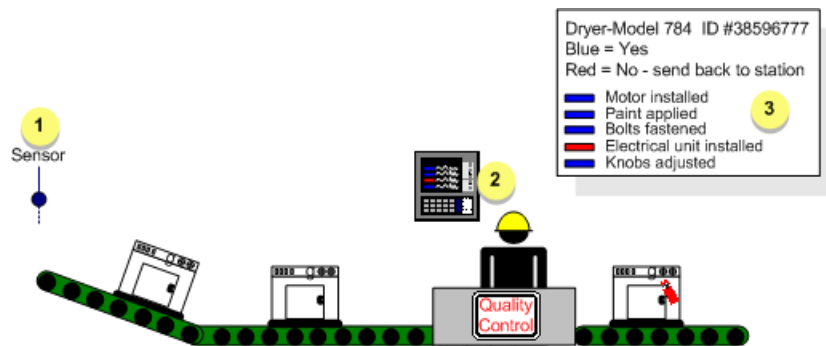 1
Sensor
2
Dryer-Model 784 ID #38596777
Blue = Yes
Red = No - send back to station
Motor installed
Paint applied
Bolts fastened
Electrical unit installed
Knobs adjusted
3
Quality
Control